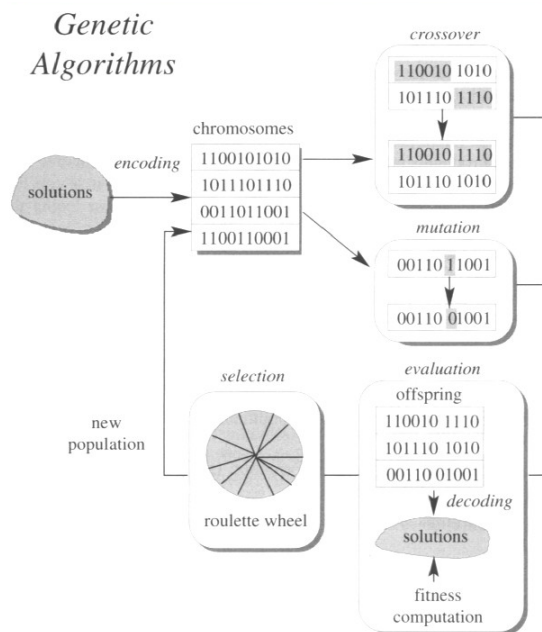 Genetic
Algorithms
crossover
110010 1010
101110 1110
110010 1110
101110 1010
chromosomes
1100101010
1011101110
0011011001
1100110001
encoding
solutions
mutation
00110 1 1001
00110 01001
selection
roulette wheel
new
population
evaluation
offspring
110010 1110
101110 1010
00110 01001
decoding
solutions
fitness
computation